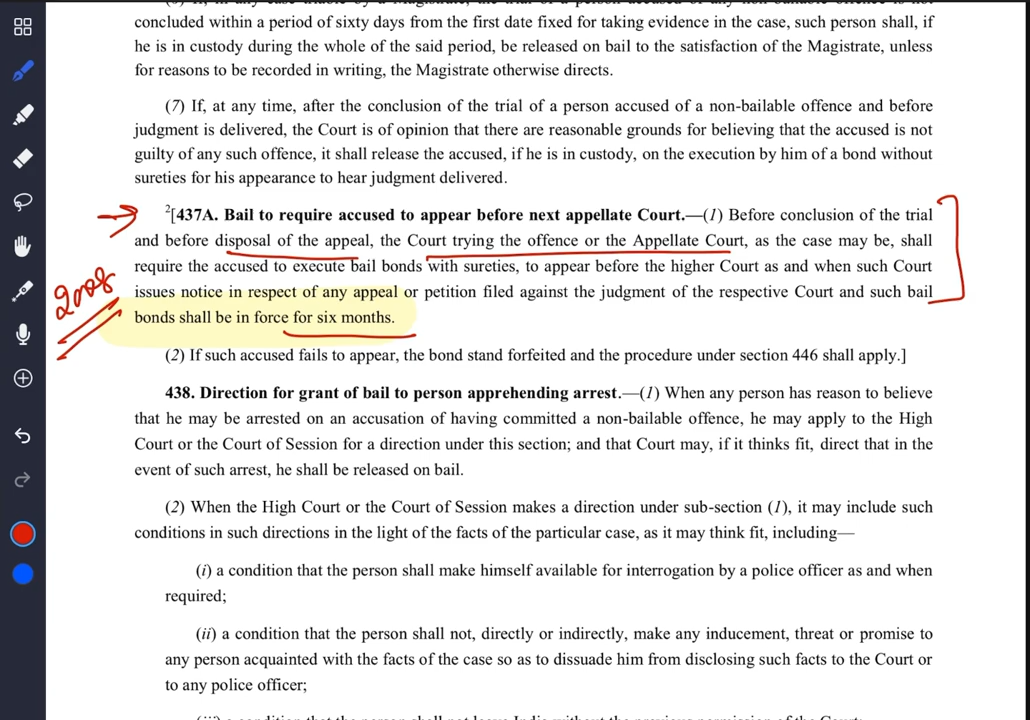 concluded within a period of sixty days from the first date fixed for taking evidence in the case, such person shall, if
he is in custody during the whole of the said period, be released on bail to the satisfaction of the Magistrate, unless
for reasons to be recorded in writing, the Magistrate otherwise directs.
(7) If, at any time, after the conclusion of the trial of a person accused of a non-bailable offence and before
judgment is delivered, the Court is of opinion that there are reasonable grounds for believing that the accused is not
guilty of any such offence, it shall release the accused, if he is in custody, on the execution by him of a bond without
sureties for his appearance to hear judgment delivered.
2[437A. Bail to require accused to appear before next appellate Court.—(1) Before conclusion of the trial
and before disposal of the appeal, the Court trying the offence or the Appellate Court, as the case may be, shall
require the accused to execute bail bonds with sureties, to appear before the higher Court as and when such Court
2008
issues notice in respect of any appeal or petition filed against the judgment of the respective Court and such bail
bonds shall be in force for six months.
(2) If such accused fails to appear, the bond stand forfeited and the procedure under section 446 shall apply.]
438. Direction for grant of bail to person apprehending arrest.—(1) When any person has reason to believe
that he may be arrested on an accusation of having committed a non-bailable offence, he may apply to the High
Court or the Court of Session for a direction under this section; and that Court may, if it thinks fit, direct that in the
event of such arrest, he shall be released on bail.
(2) When the High Court or the Court of Session makes a direction under sub-section (1), it may include such
conditions in such directions in the light of the facts of the particular case, as it may think fit, including—
(i) a condition that the person shall make himself available for interrogation by a police officer as and when
required;
(ii) a condition that the person shall not, directly or indirectly, make any inducement, threat or promise to
any person acquainted with the facts of the case so as to dissuade him from disclosing such facts to the Court or
to any police officer;